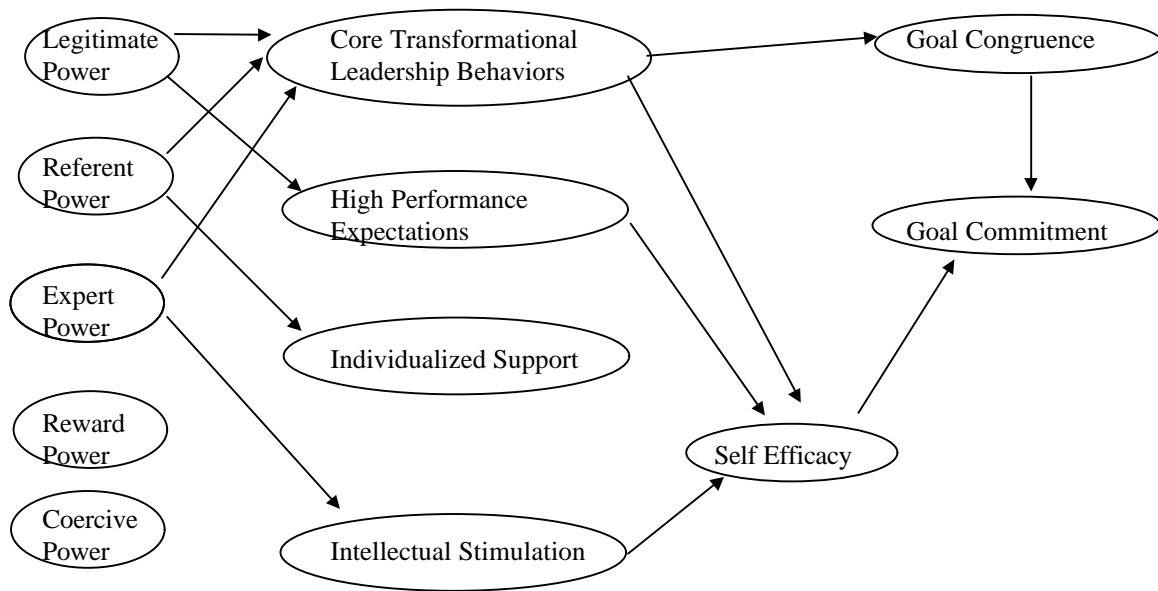 Legitimate
Power
Core Transformational
Leadership Behaviors
Goal Congruence
Referent
Power
High Performance
Expectations
Goal Commitment
Expert
Power
Individualized Support
Reward
Power
Self Efficacy
Coercive
Power
Intellectual Stimulation